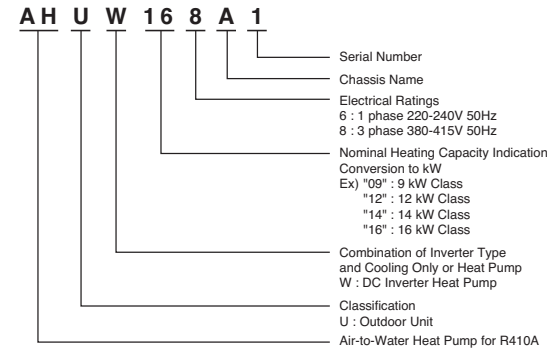 AH U W 16 8 A 1
Serial Number
Chassis Name
Electrical Ratings
6 : 1 phase 220-240V 50Hz
8 : 3 phase 380-415V 50Hz
Nominal Heating Capacity Indication
Conversion to kW
Ex) "09" : 9 kW Class
"12" : 12 kW Class
"14" : 14 kW Class
"16" : 16 kW Class
Combination of Inverter Type
and Cooling Only or Heat Pump
W : DC Inverter Heat Pump
Classification
U : Outdoor Unit
Air-to-Water Heat Pump for R410A